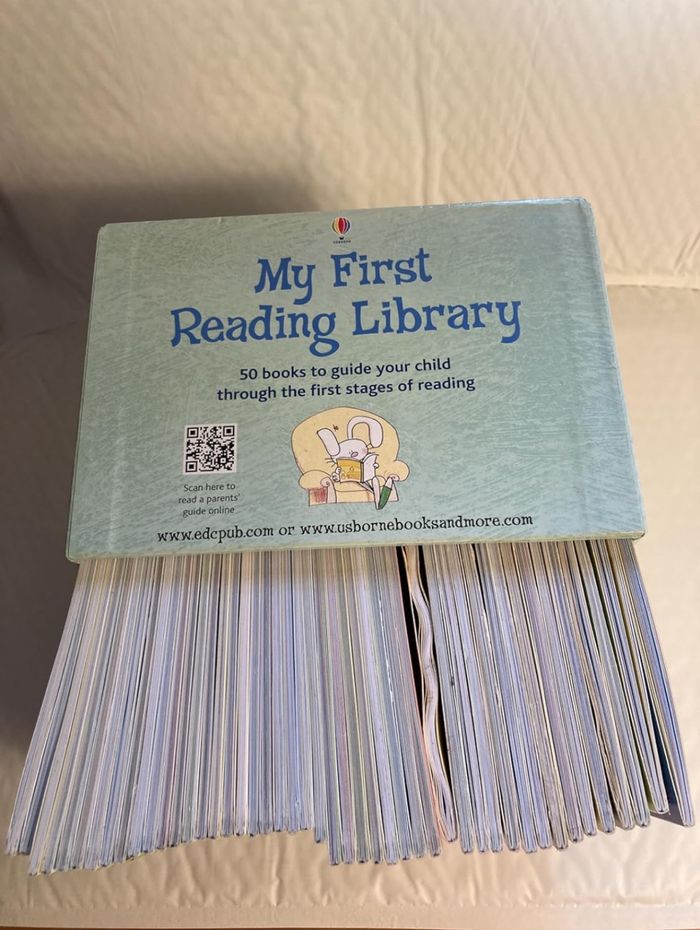 USBORNE
My First
Reading Library
50 books to guide your child
through the first stages of reading
Scan here to
read a parents'
guide online
www.edcpub.com or www.usbornebooksandmore.com